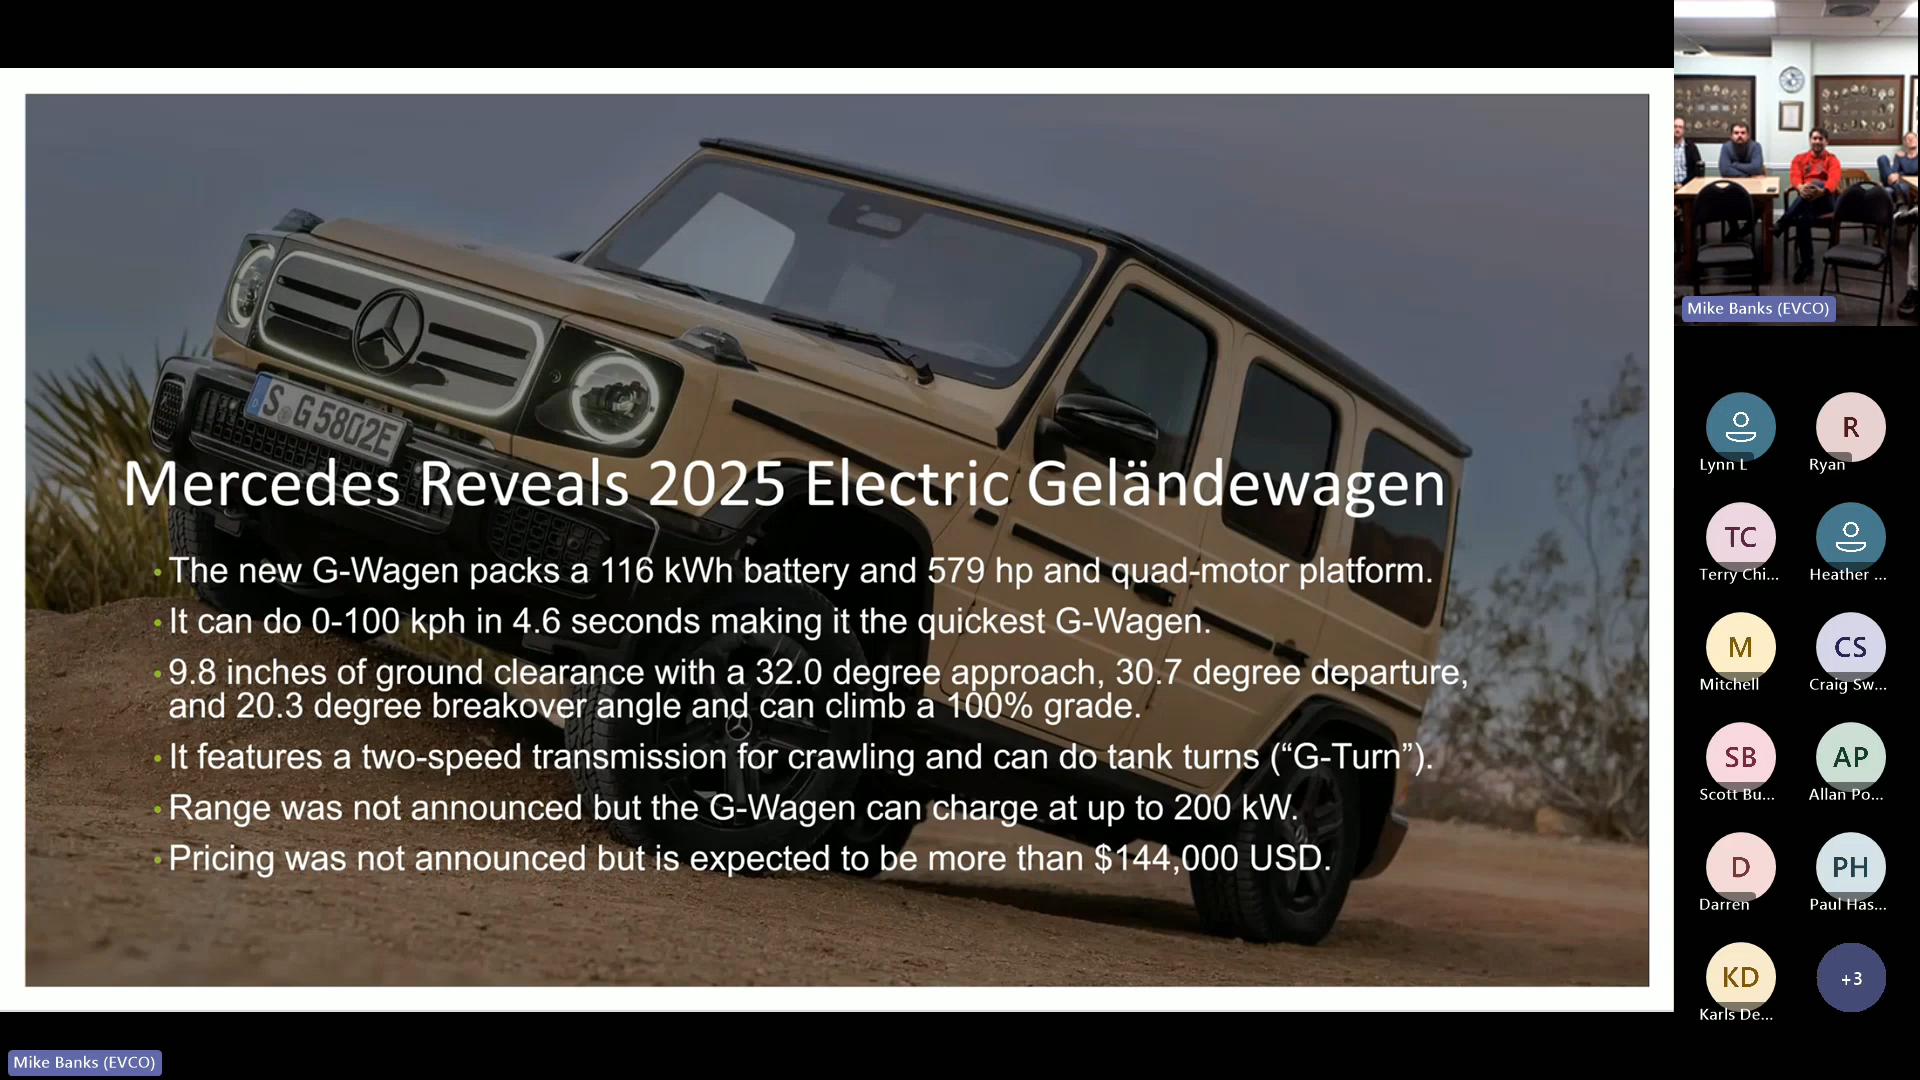 S G 5802E
Mercedes Reveals 2025 Electric Geländewagen
• The new G-Wagen packs a 116 kWh battery and 579 hp and quad-motor platform.
• It can do 0-100 kph in 4.6 seconds making it the quickest G-Wagen.
• 9.8 inches of ground clearance with a 32.0 degree approach, 30.7 degree departure,
and 20.3 degree breakover angle and can climb a 100% grade.
• It features a two-speed transmission for crawling and can do tank turns (“G-Turn”).
• Range was not announced but the G-Wagen can charge at up to 200 kW.
• Pricing was not announced but is expected to be more than $144,000 USD.
Mike Banks (EVCO)
Mike Banks (EVCO)
Lynn L
R
Ryan
TC
Terry Chi...
Heather ...
M
Mitchell
CS
Craig Sw...
SB
Scott Bu...
AP
Allan Po...
D
Darren
PH
Paul Has...
KD
Karls De...
+3